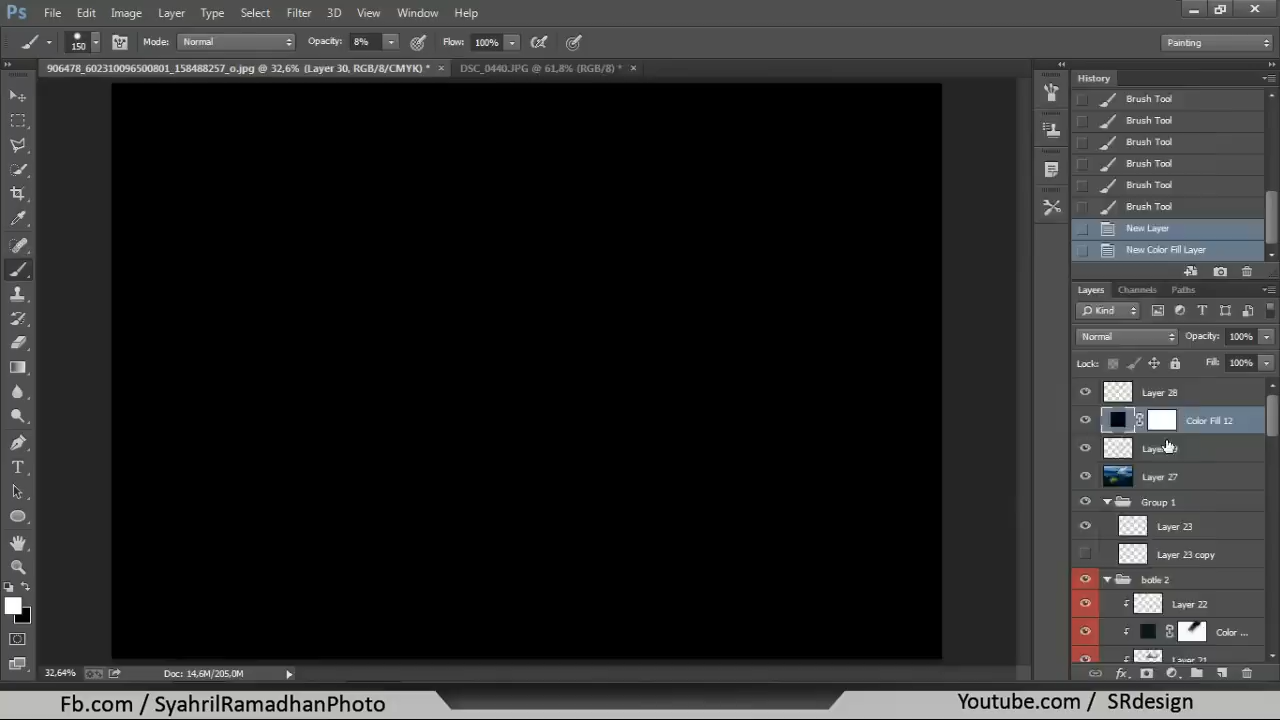 Ps File Edit Image Layer Type Select Filter 3D View Window Help
150 Mode: Normal Opacity: 8% Flow: 100% Painting
906478_602310096500801_158488257_o.jpg @ 32,6% (Layer 30, RGB/8/CMYK) * × DSC_0440.JPG @ 61,8% (RGB/8) * ×
History
Brush Tool
Brush Tool
Brush Tool
Brush Tool
Brush Tool
Brush Tool
New Layer
New Color Fill Layer
Layers Channels Paths
Kind
Normal Opacity: 100%
Lock: Fill: 100%
Layer 28
Color Fill 12
Layer 27
Group 1
Layer 23
Layer 23 copy
botle 2
Layer 22
Color ...
Layer 21
32,64% Doc: 14,6M/205,0M
Fb.com / SyahrilRamadhanPhoto
Youtube.com / SRdesign